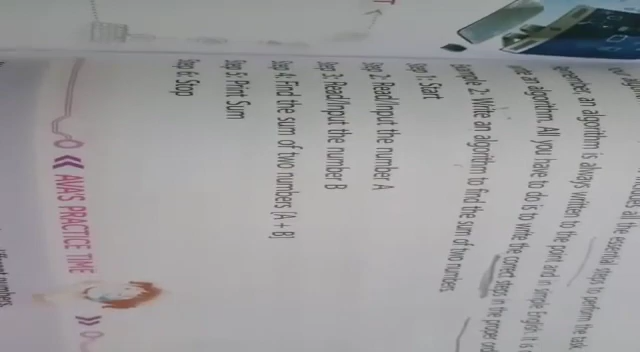 includes all the essential steps to perform the task.
remember an algorithm is always written to the point and in simple English. It is
an algorithm. All you have to do is to write the correct steps in the proper order
Example 2: Write an algorithm to find the sum of two numbers.
Step 1: Start
Step 2: Read/Input the number A
Step 3: Read/Input the number B
Step 4: Find the sum of two numbers [A + B]
Step 5: Print Sum
Step 6: Stop
AVA'S PRACTICE TIME
numbers